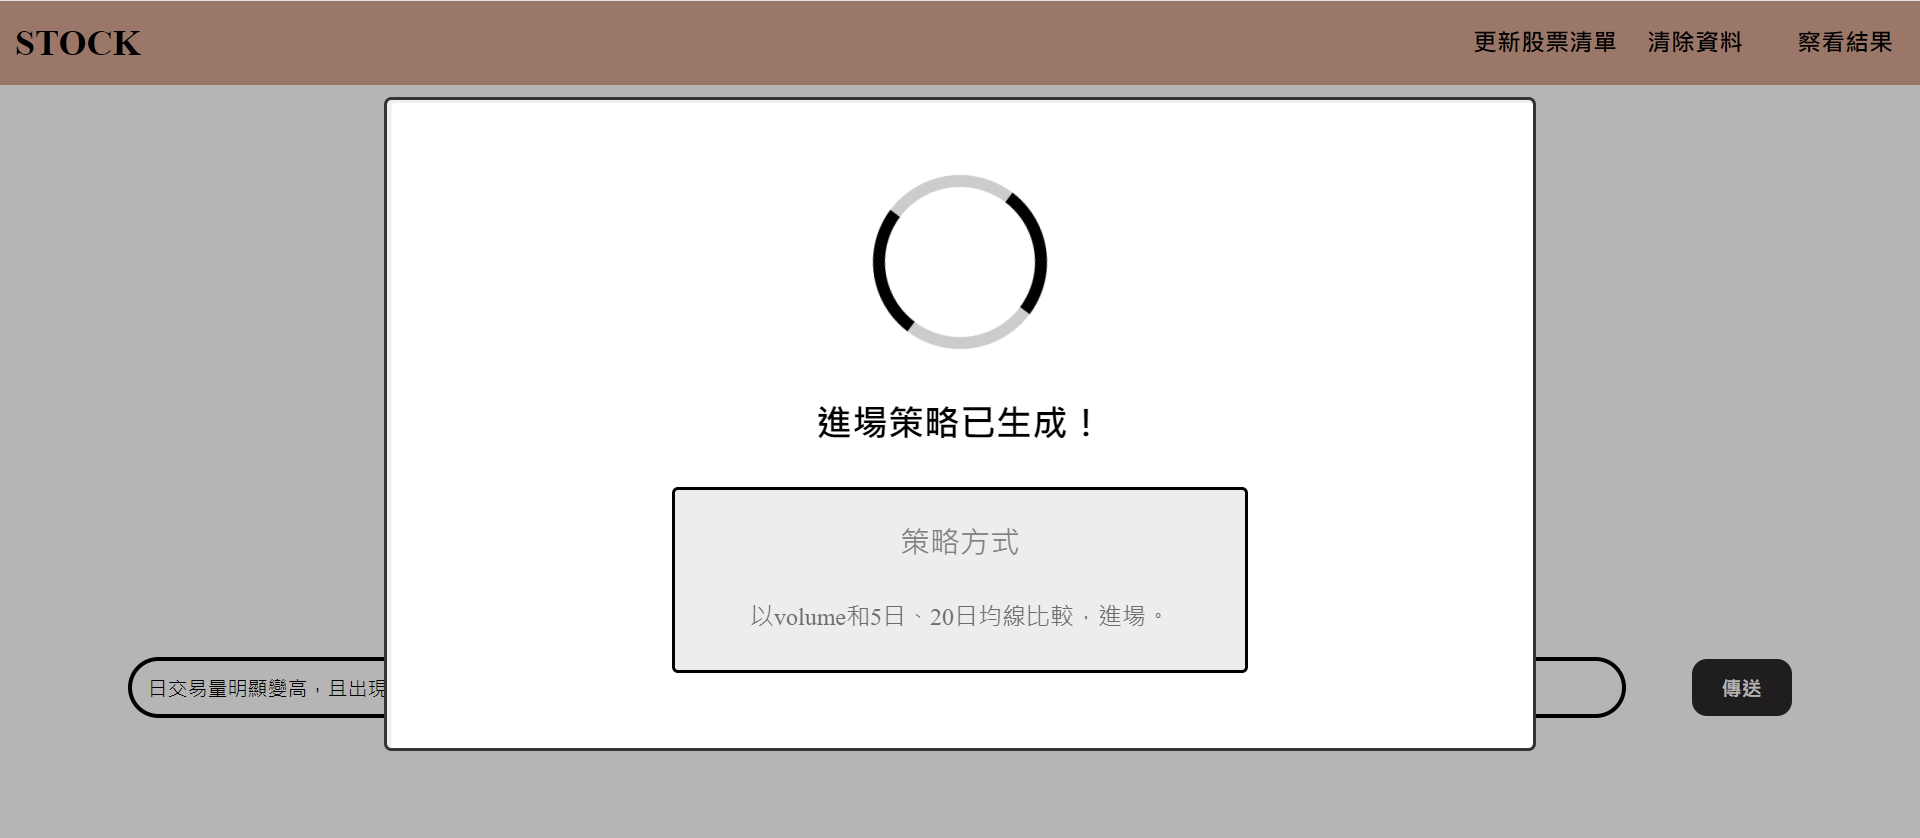 STOCK
更新股票清單 清除資料 察看結果
進場策略已生成！
策略方式
以volume和5日、20日均線比較，進場。
日交易量明顯變高，且出現
傳送